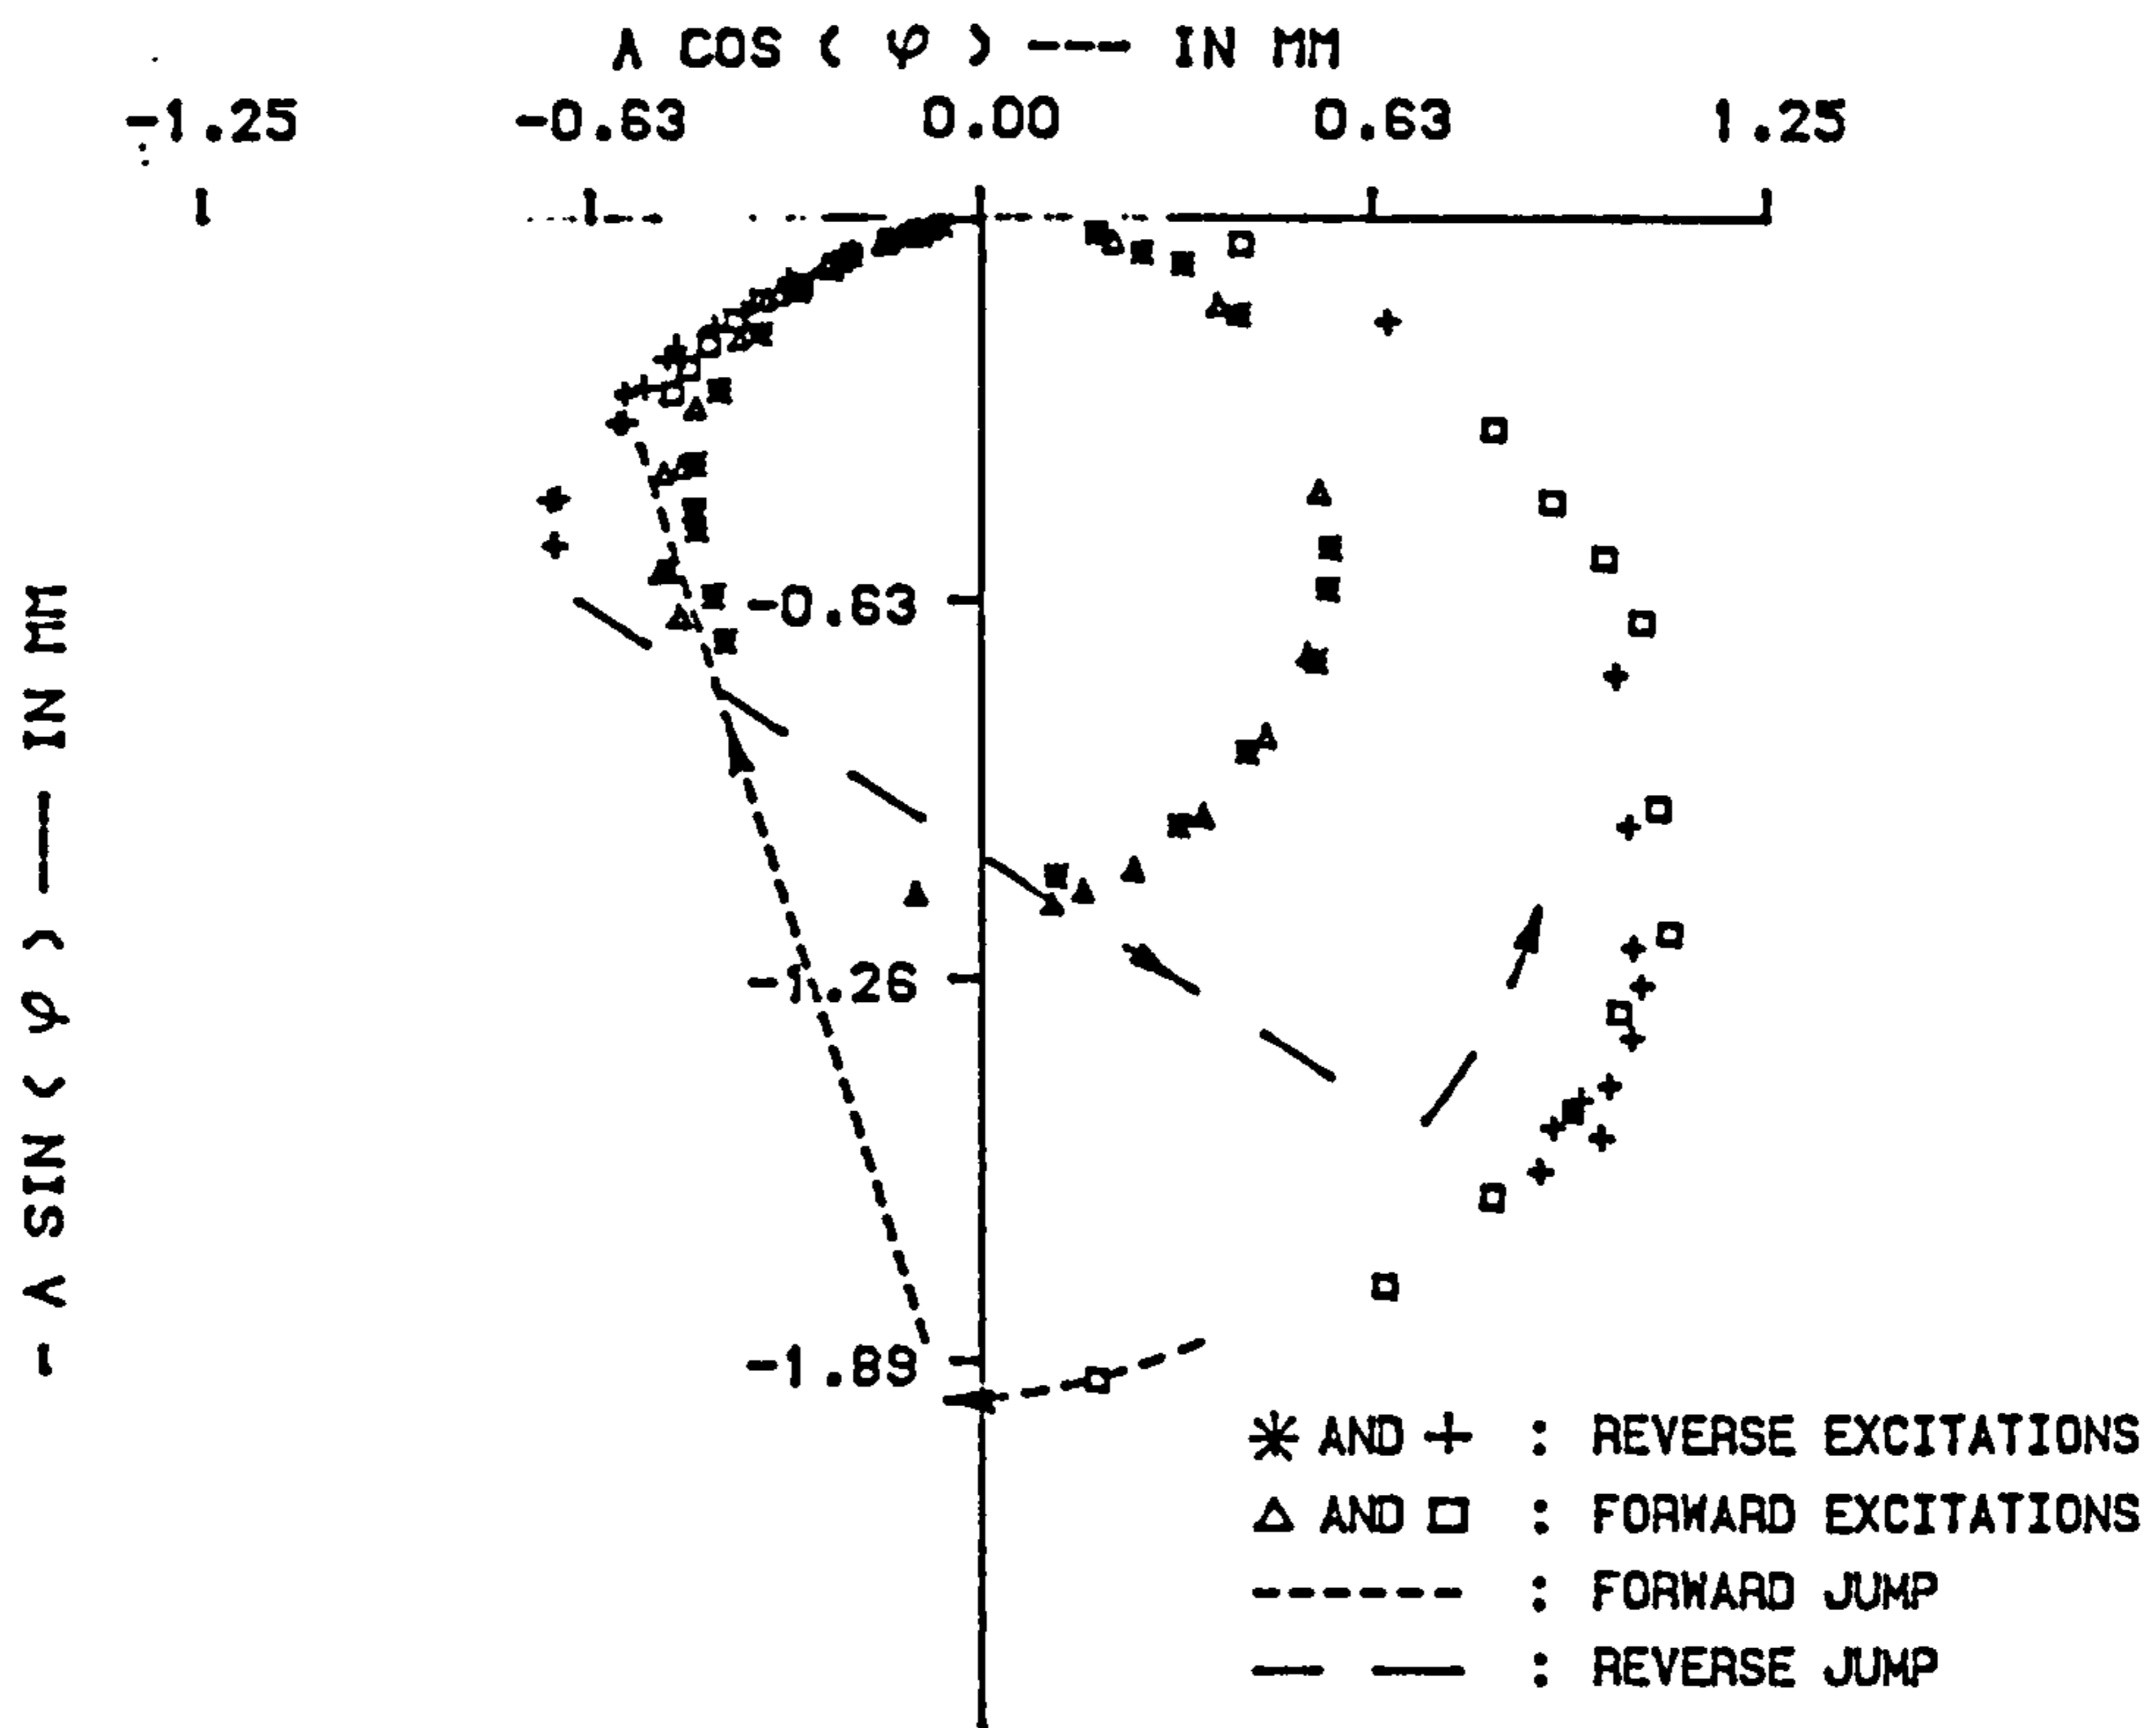 A COS ( φ ) --- IN MM
-1.25 -0.63 0.00 0.63 1.25
-0.63
-1.26
-1.89
- A SIN ( φ ) --- IN MM
* AND + : REVERSE EXCITATIONS
△ AND □ : FORWARD EXCITATIONS
------ : FORWARD JUMP
— — : REVERSE JUMP